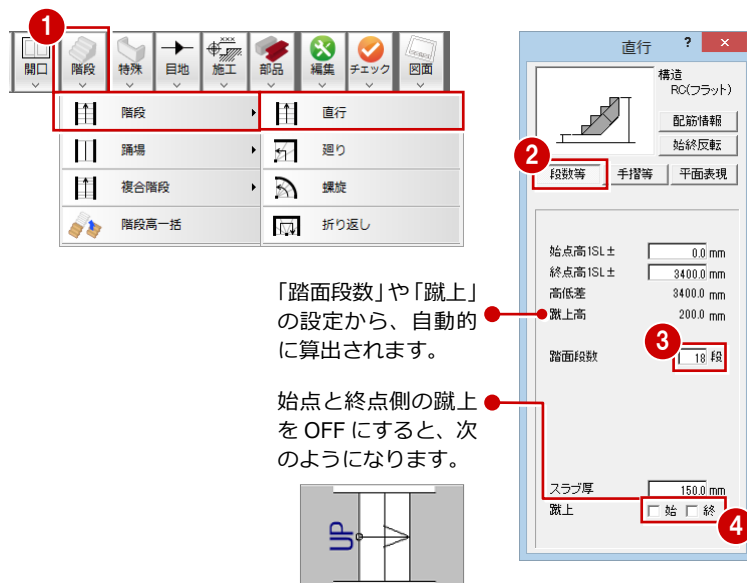 1
開口
階段
特殊
目地
施工
部品
編集
チェック
図面
階段
踊場
複合階段
階段高一括
直行
廻り
螺旋
折り返し
「踏面段数」や「蹴上」
の設定から、自動的
に算出されます。
始点と終点側の蹴上
を OFF にすると、次
のようになります。
UP
直行 ? ×
構造
RC(フラット)
配筋情報
始終反転
2
段数等 手摺等 平面表現
始点高1SL± 0.0 mm
終点高1SL± 3400.0 mm
高低差 3400.0 mm
蹴上高 200.0 mm
3
踏面段数 18 段
スラブ厚 150.0 mm
蹴上 始 終
4